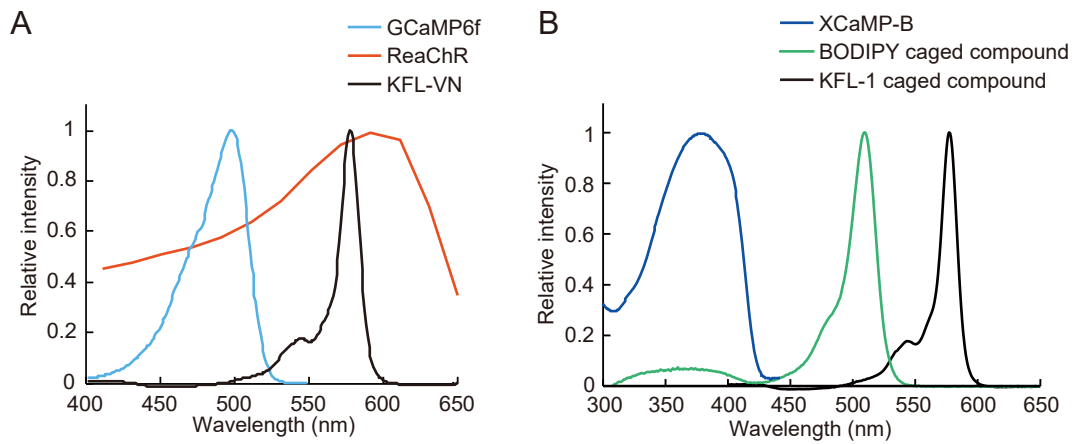 A
GCaMP6f
ReaChR
KFL-VN
Relative intensity
1
0.8
0.6
0.4
0.2
0
400 450 500 550 600 650
Wavelength (nm)
B
XCaMP-B
BODIPY caged compound
KFL-1 caged compound
Relative intensity
1
0.8
0.6
0.4
0.2
0
300 350 400 450 500 550 600 650
Wavelength (nm)